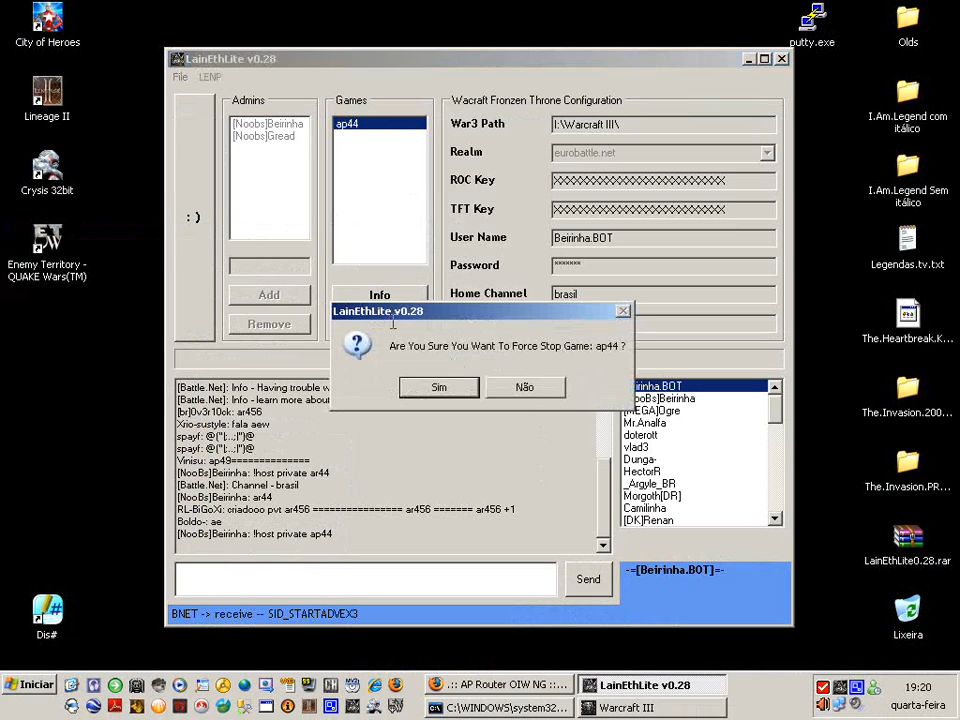 City of Heroes
Lineage II
Crysis 32bit
Enemy Territory -
QUAKE Wars(TM)
Dis#
putty.exe
Olds
I.Am.Legend com
itálico
I.Am.Legend Sem
itálico
Legendas.tv.txt
The.Heartbreak.K...
The.Invasion.200...
The.Invasion.PR...
LainEthLite0.28.rar
Lixeira
LainEthLite v0.28
File LENP
: )
Admins
[Noobs]Beirinha
[Noobs]Gread
Add
Remove
Games
ap44
Info
Wacraft Fronzen Throne Configuration
War3 Path I:\Warcraft III\
Realm eurobattle.net
ROC Key XXXXXXXXXXXXXXXXXXXXXXXXXX
TFT Key XXXXXXXXXXXXXXXXXXXXXXXXXX
User Name Beirinha.BOT
Password *******
Home Channel brasil
LainEthLite v0.28
Are You Sure You Want To Force Stop Game: ap44 ?
Sim Não
[Battle.Net]: Info - Having trouble w
[Battle.Net]: Info - learn more about
[br]0v3r10ck: ar456
Xrio-sustyle: fala aew
spayf: @("|;..;|")@
spayf: @("|;..;|")@
Vinisu: ap49=============
[NooBs]Beirinha: !host private ar44
[Battle.Net]: Channel - brasil
[NooBs]Beirinha: ar44
RL-BiGoXi: criadooo pvt ar456 ================ ar456 ======= ar456 +1
Boldo-: ae
[NooBs]Beirinha: !host private ap44
irinha.BOT
ooBs]Beirinha
[MEGA]Ogre
Mr.Analfa
doterott
vlad3
Dunga-
HectorR
_Argyle_BR
Morgoth[DR]
Camilinha
[DK]Renan
Send
-=[Beirinha.BOT]=-
BNET -> receive -- SID_STARTADVEX3
Iniciar
.:: AP Router OIW NG ::...
LainEthLite v0.28
C:\WINDOWS\system32...
Warcraft III
19:20
quarta-feira